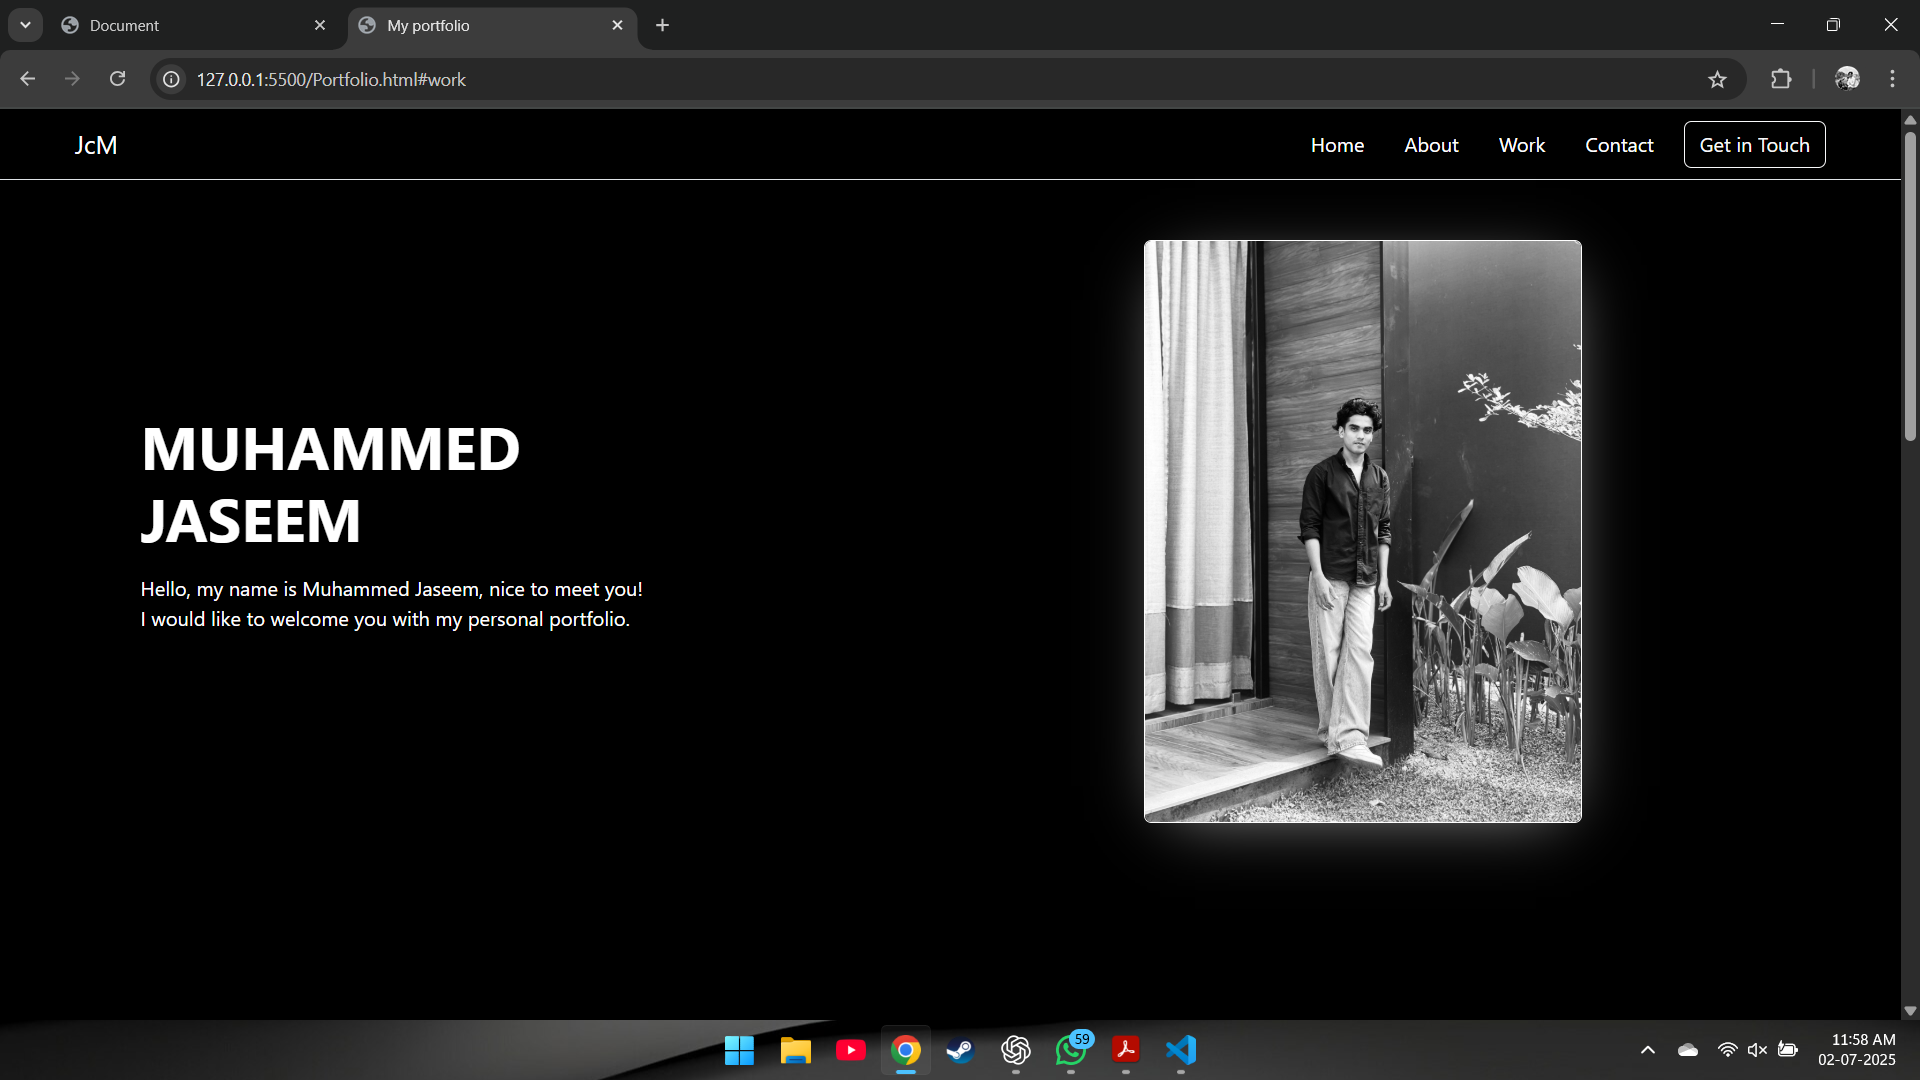 Document
My portfolio
127.0.0.1:5500/Portfolio.html#work
JcM
Home
About
Work
Contact
Get in Touch
MUHAMMED
JASEEM
Hello, my name is Muhammed Jaseem, nice to meet you!
I would like to welcome you with my personal portfolio.
59
11:58 AM
02-07-2025